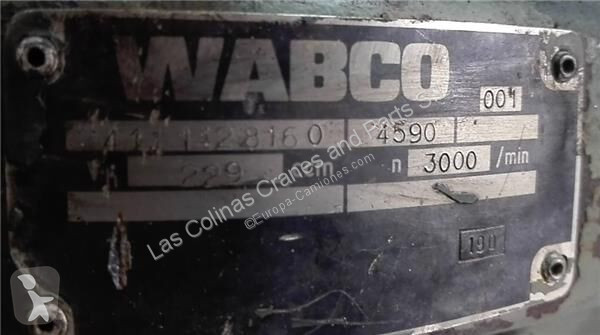 WABCO
001
4590
229
n 3000 /min
190
Las Colinas Cranes and Parts S
©Europa-Camiones.com